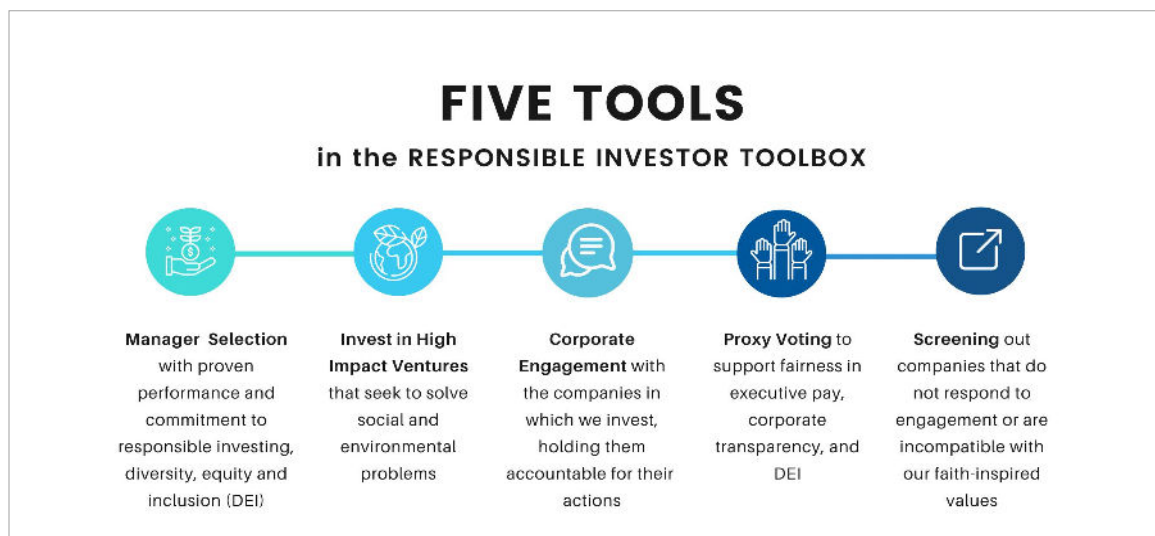 FIVE TOOLS
in the RESPONSIBLE INVESTOR TOOLBOX
$
Manager Selection
with proven
performance and
commitment to
responsible investing,
diversity, equity and
inclusion (DEI)
Invest in High
Impact Ventures
that seek to solve
social and
environmental
problems
Corporate
Engagement with
the companies in
which we invest,
holding them
accountable for their
actions
Proxy Voting to
support fairness in
executive pay,
corporate
transparency, and
DEI
Screening out
companies that do
not respond to
engagement or are
incompatible with
our faith-inspired
values